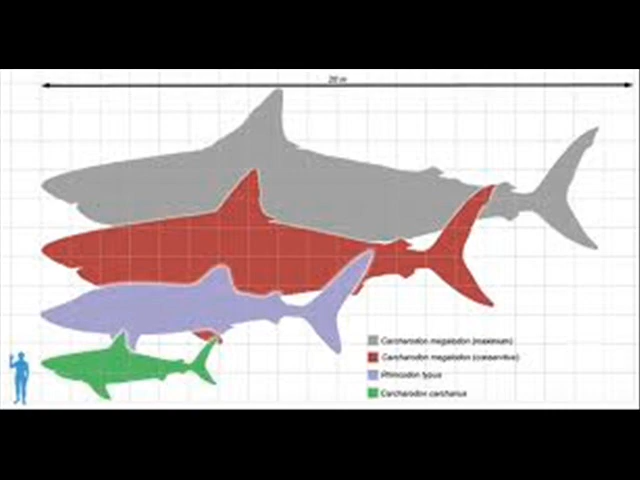 20 m
Carcharodon megalodon (maximum)
Carcharodon megalodon (conservative)
Rhincodon typus
Carcharodon carcharias